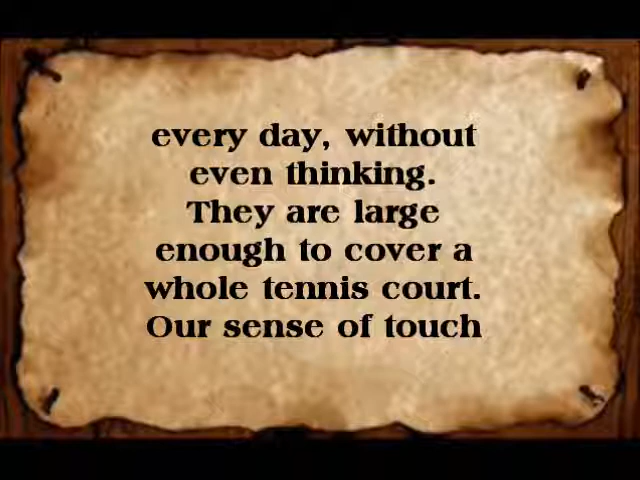 every day, without
even thinking.
They are large
enough to cover a
whole tennis court.
Our sense of touch